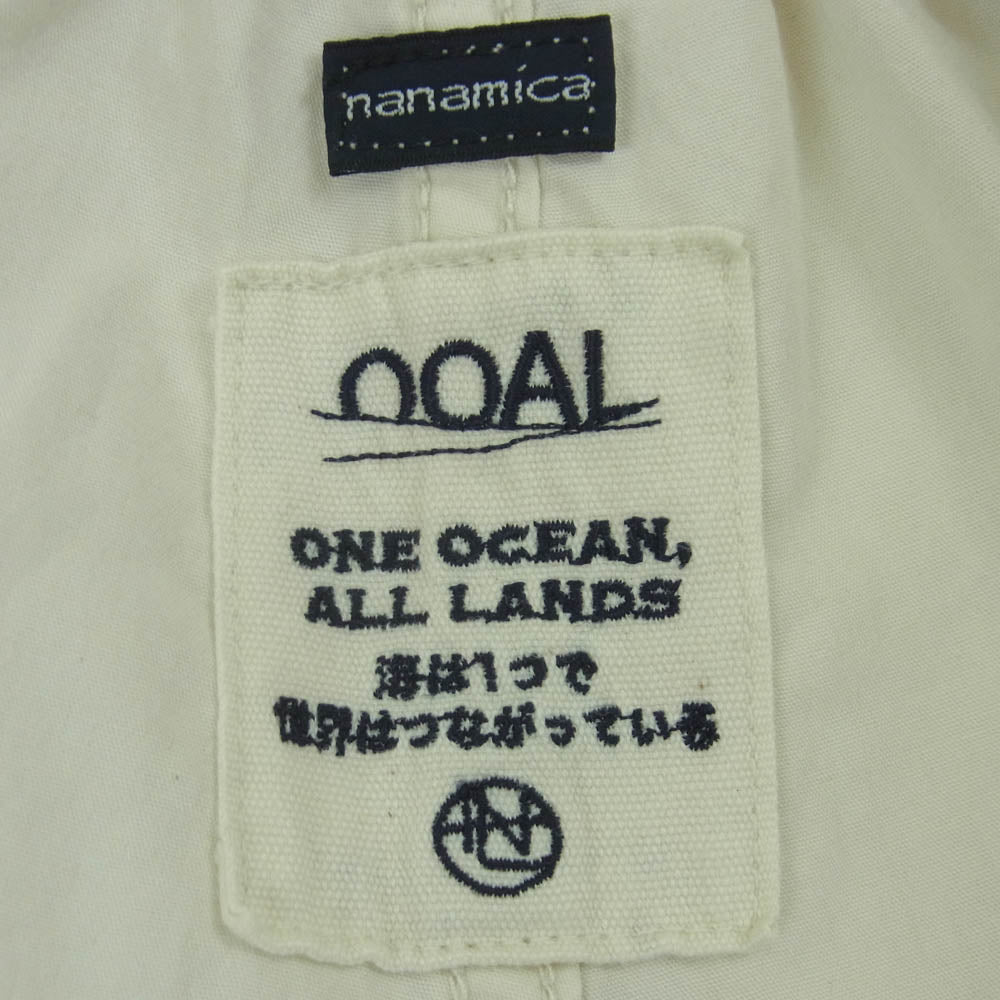 nanamica
OOAL
ONE OCEAN,
ALL LANDS
海は1つで
世界はつながっている